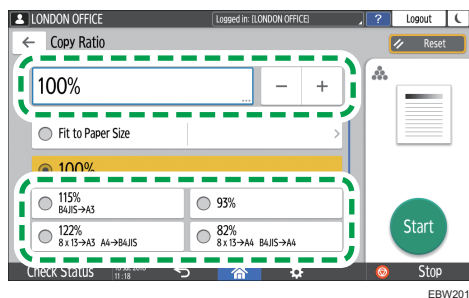 LONDON OFFICE
Logged in: [LONDON OFFICE]
?
Logout
Copy Ratio
Reset
100%
...
− +
Fit to Paper Size
100%
115%
B4JIS→A3
93%
122%
8 x 13→A3 A4→B4JIS
82%
8 x 13→A4 B4JIS→A4
Start
Check Status
11:18
Stop
EBW201